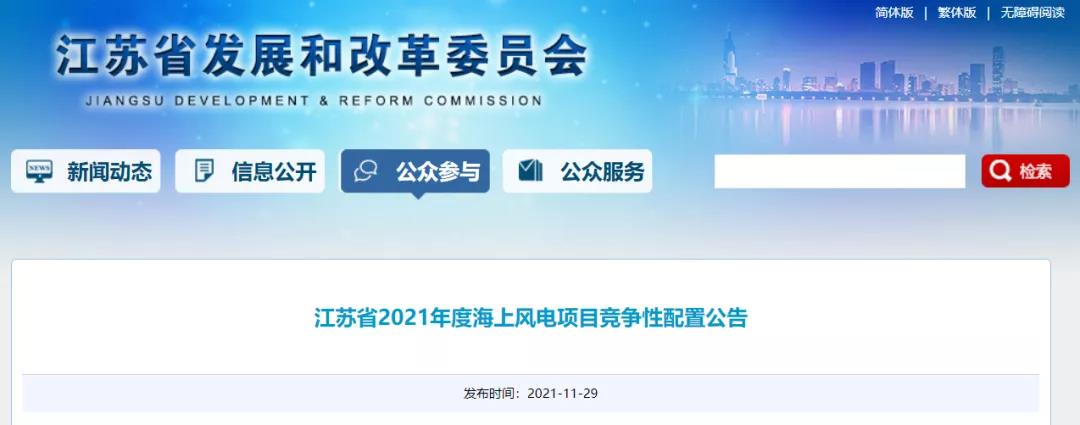 简体版 | 繁体版 | 无障碍阅读
江苏省发展和改革委员会
JIANGSU DEVELOPMENT & REFORM COMMISSION
NEWS 新闻动态 信息公开 公众参与 公众服务 检索
江苏省2021年度海上风电项目竞争性配置公告
发布时间：2021-11-29